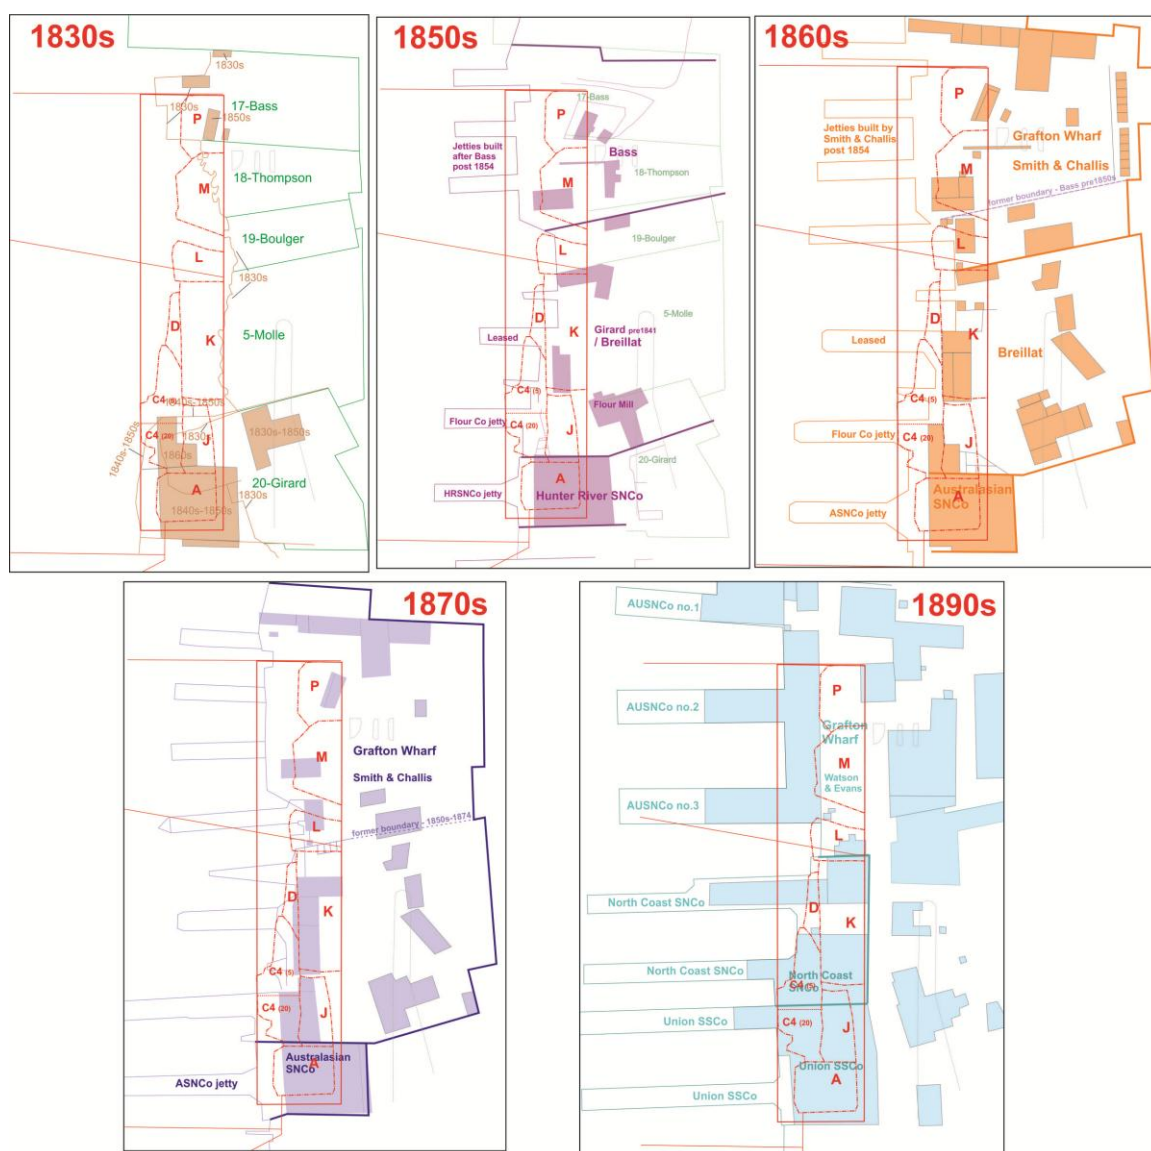 1830s
1830s
1830s
17-Bass
P
1850s
18-Thompson
M
19-Boulger
L
1830s
D
K
5-Molle
C4
1840s-1850s
C4 (20)
1830s
J
1830s-1850s
1840s-1850s
1860s
20-Girard
A
1830s
1840s-1850s
1850s
17-Bass
P
Jetties built
after Bass
post 1854
Bass
18-Thompson
M
19-Boulger
L
5-Molle
D
K
Girard pre1841
/ Breillat
Leased
C4 (5)
Flour Mill
Flour Co jetty
C4 (20)
J
20-Girard
A
HRSNCo jetty
Hunter River SNCo
1860s
P
Jetties built by
Smith & Challis
post 1854
Grafton Wharf
Smith & Challis
M
former boundary - Bass pre1850s
L
D
K
Leased
Breillat
C4 (5)
Flour Co jetty
C4 (20)
J
Australasian
SNCo
A
ASNCo jetty
1870s
P
Grafton Wharf
M
Smith & Challis
L
former boundary - 1850s-1874
D
K
C4 (5)
C4 (20)
J
Australasian
SNCo
A
ASNCo jetty
1890s
AUSNCo no.1
P
AUSNCo no.2
Grafton
Wharf
M
Watson
& Evans
AUSNCo no.3
L
North Coast SNCo
D
K
North Coast SNCo
North Coast
SNCo
C4 (5)
Union SSCo
C4 (20)
J
Union SSCo
A
Union SSCo